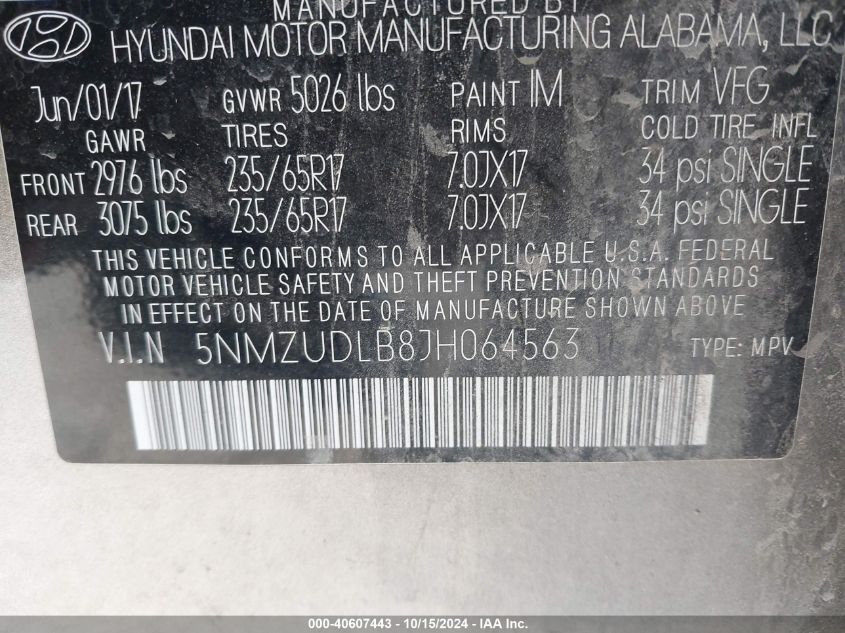 MANUFACTURED BY
HYUNDAI MOTOR MANUFACTURING ALABAMA, LLC
Jun/01/17 GVWR 5026 lbs PAINT IM TRIM VFG
GAWR TIRES RIMS COLD TIRE INFL
FRONT 2976 lbs 235/65R17 7.0JX17 34 psi SINGLE
REAR 3075 lbs 235/65R17 7.0JX17 34 psi SINGLE
THIS VEHICLE CONFORMS TO ALL APPLICABLE U.S.A. FEDERAL
MOTOR VEHICLE SAFETY AND THEFT PREVENTION STANDARDS
IN EFFECT ON THE DATE OF MANUFACTURE SHOWN ABOVE
V.I.N 5NMZUDLB8JH064563 TYPE: MPV
000-40607443 - 10/15/2024 - IAA Inc.